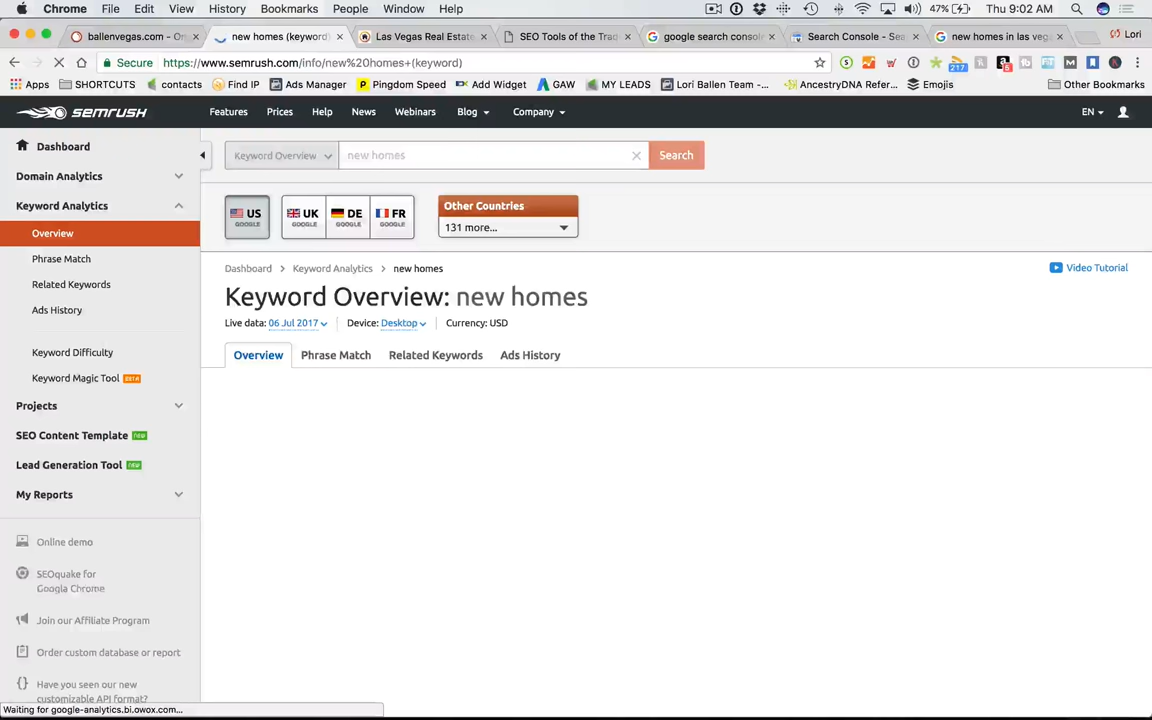 Chrome File Edit View History Bookmarks People Window Help 47% Thu 9:02 AM
ballenvegas.com - Or new homes (keyword) Las Vegas Real Estate SEO Tools of the Trad google search consol Search Console - Sea new homes in las vega Lori
Secure https://www.semrush.com/info/new%20homes+(keyword) 217
Apps SHORTCUTS contacts Find IP Ads Manager Pingdom Speed Add Widget GAW MY LEADS Lori Ballen Team -... AncestryDNA Refer... Emojis Other Bookmarks
SEMRUSH Features Prices Help News Webinars Blog Company EN
Dashboard
Domain Analytics
Keyword Analytics
Overview
Phrase Match
Related Keywords
Ads History
Keyword Difficulty
Keyword Magic Tool BETA
Projects
SEO Content Template new
Lead Generation Tool new
My Reports
Online demo
SEOquake for
Googla Chrome
Join our Affiliate Program
Order custom database or report
Have you seen our new
customizable API format?
Waiting for google-analytics.bi.owox.com...
Keyword Overview new homes Search
US GOOGLE UK GOOGLE DE GOOGLE FR GOOGLE
Other Countries
131 more...
Dashboard > Keyword Analytics > new homes Video Tutorial
Keyword Overview: new homes
Live data: 06 Jul 2017 Device: Desktop Currency: USD
Overview Phrase Match Related Keywords Ads History